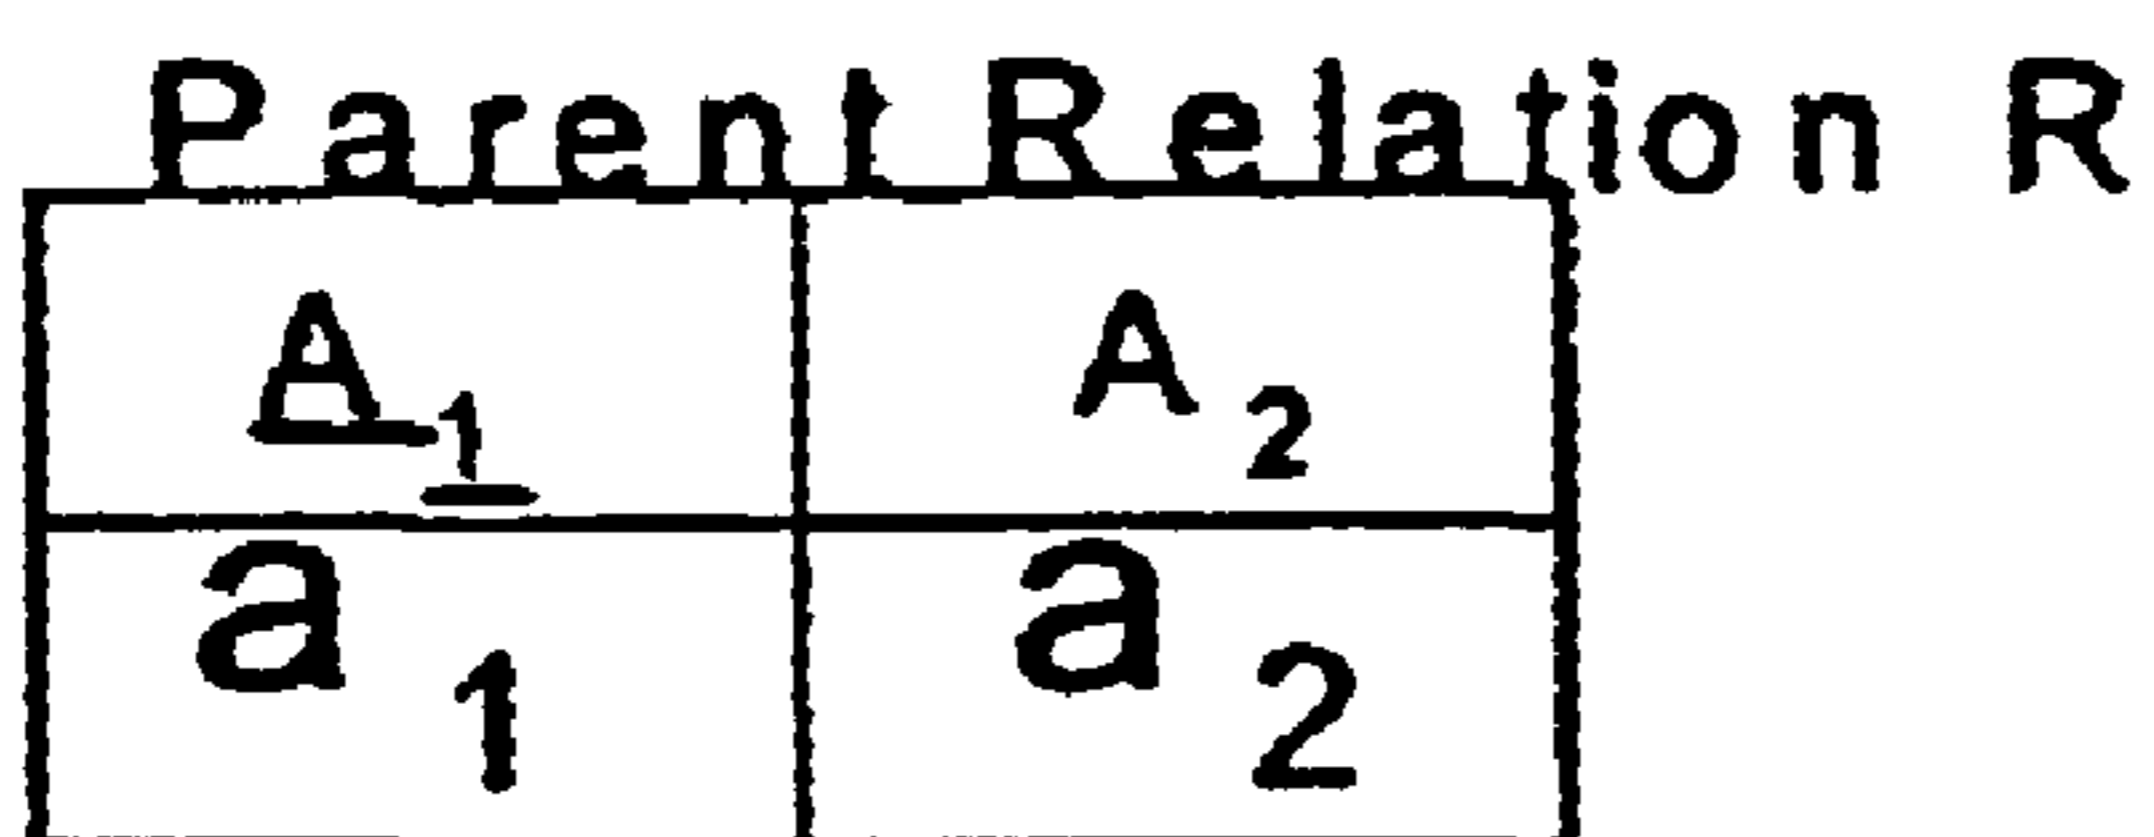 Parent Relation R
A₁ A₂
a₁ a₂